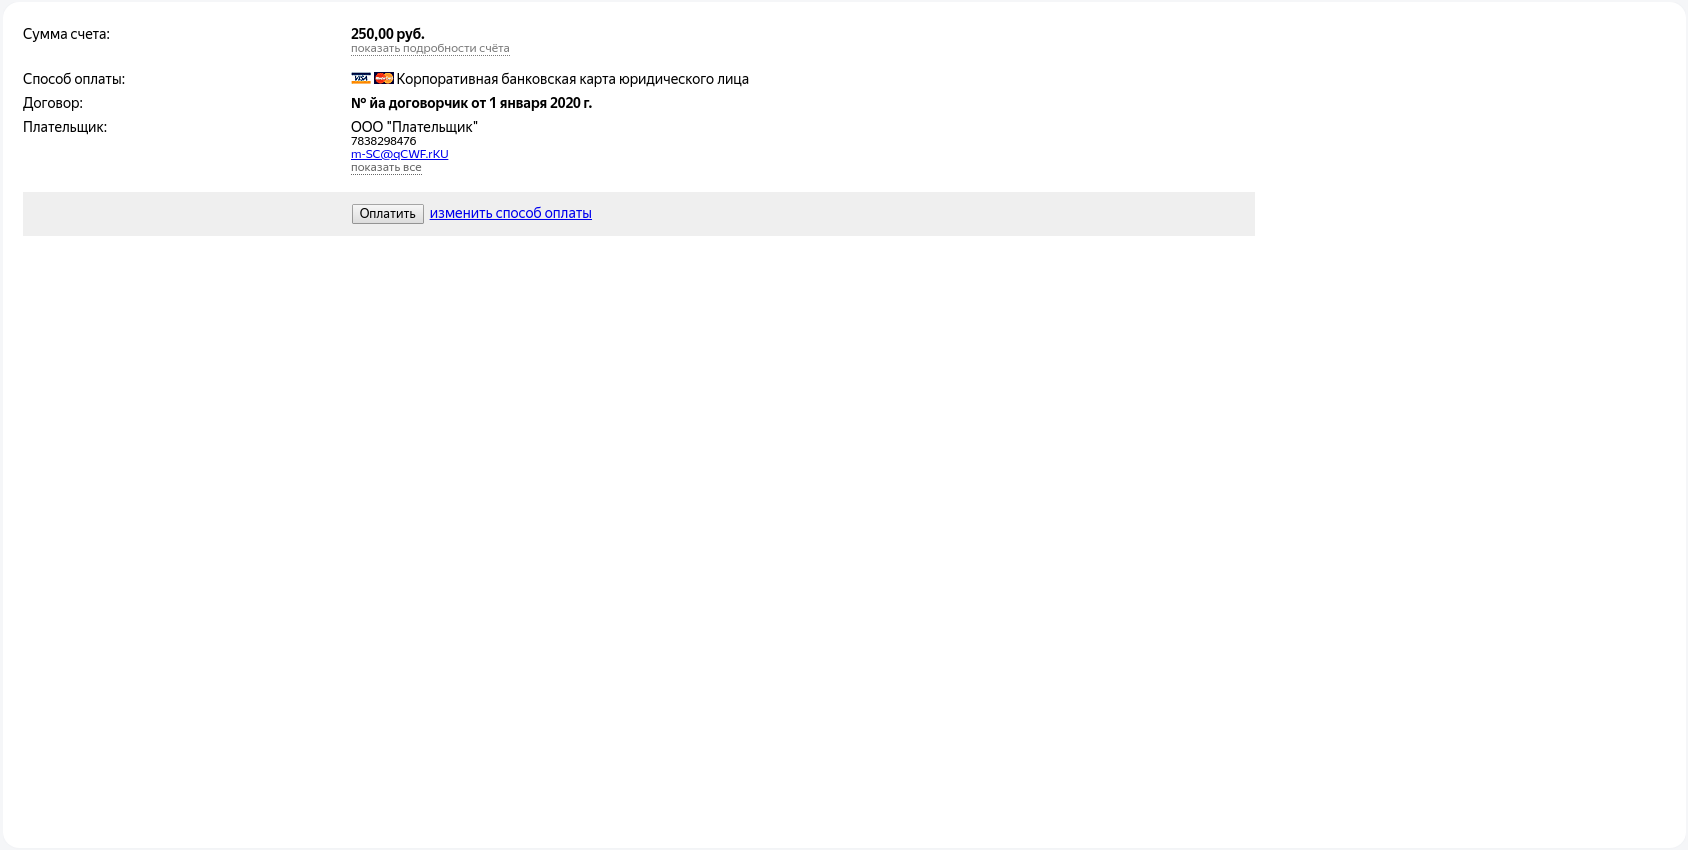 Сумма счета: 250,00 руб.
показать подробности счёта
Способ оплаты: VISA Корпоративная банковская карта юридического лица
Договор: № йа договорчик от 1 января 2020 г.
Плательщик: ООО "Плательщик"
7838298476
m-SC@qCWF.rKU
показать все
Оплатить изменить способ оплаты